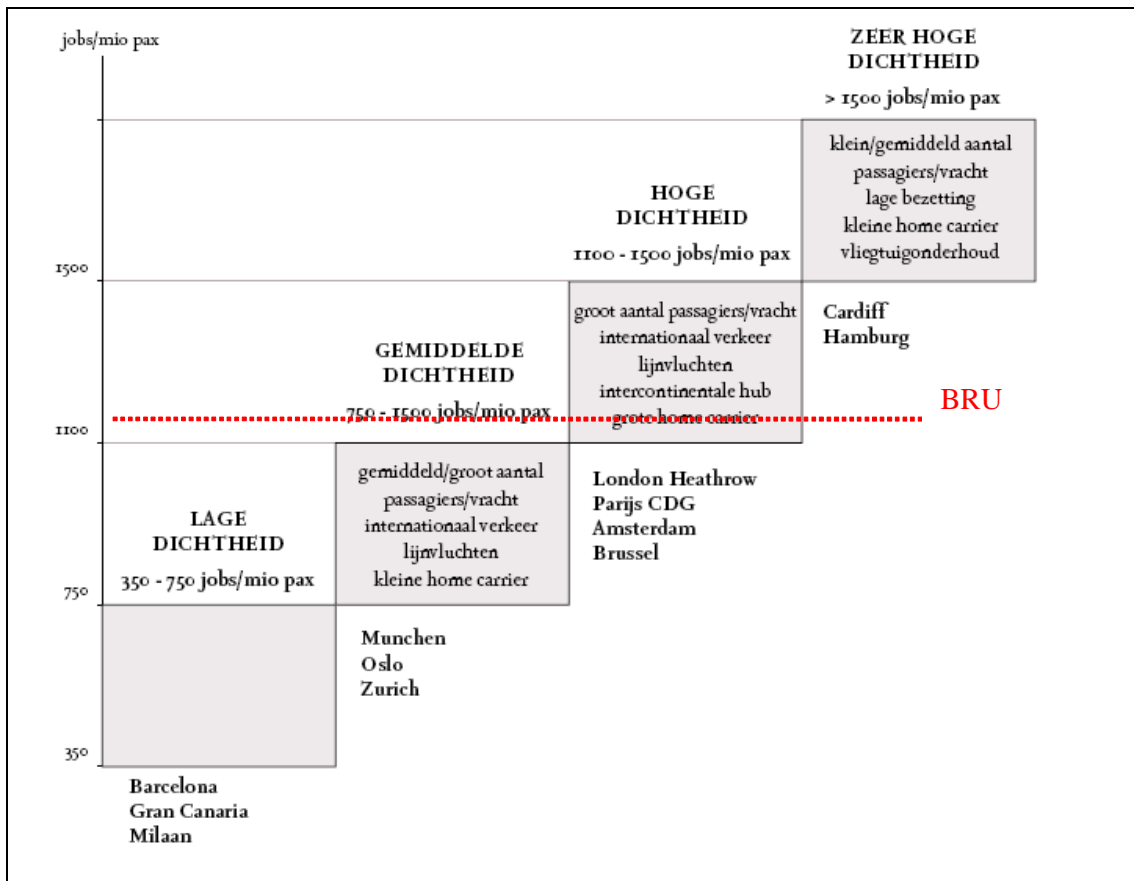 jobs/mio pax
ZEER HOGE
DICHTHEID
> 1500 jobs/mio pax
klein/gemiddeld aantal
passagiers/vracht
lage bezetting
kleine home carrier
vliegtuigonderhoud
HOGE
DICHTHEID
1100 - 1500 jobs/mio pax
1500
groot aantal passagiers/vracht
internationaal verkeer
lijnvluchten
intercontinentale hub
grote home carrier
Cardiff
Hamburg
GEMIDDELDE
DICHTHEID
750 - 1500 jobs/mio pax
BRU
1100
gemiddeld/groot aantal
passagiers/vracht
internationaal verkeer
lijnvluchten
kleine home carrier
London Heathrow
Parijs CDG
Amsterdam
Brussel
LAGE
DICHTHEID
350 - 750 jobs/mio pax
750
Munchen
Oslo
Zurich
350
Barcelona
Gran Canaria
Milaan